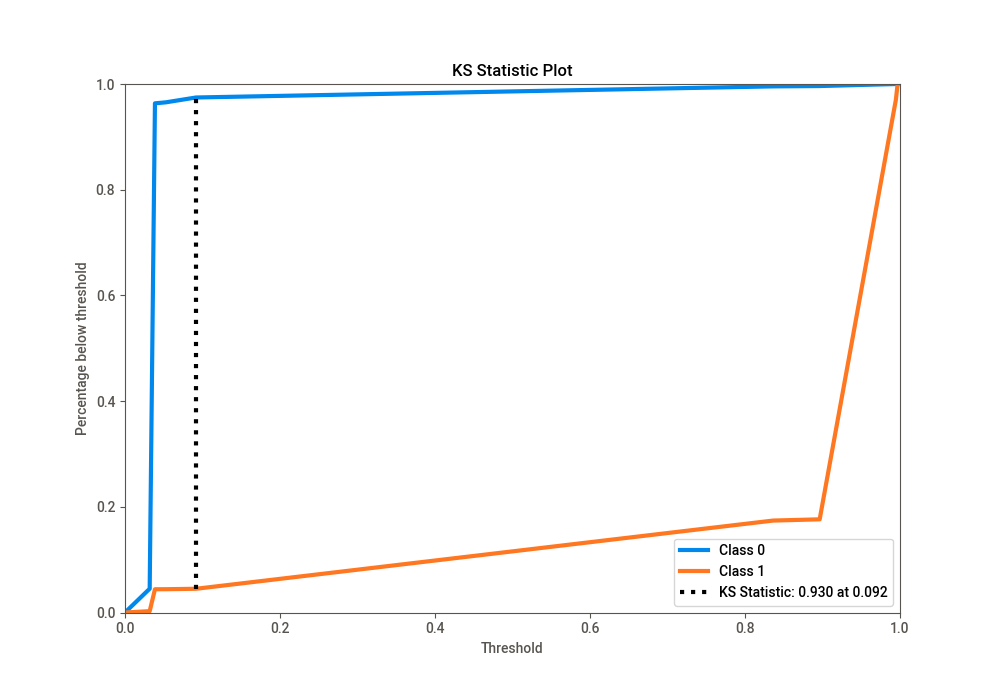 KS Statistic Plot
1.0
0.8
0.6
0.4
0.2
0.0
Percentage below threshold
0.0 0.2 0.4 0.6 0.8 1.0
Threshold
Class 0
Class 1
KS Statistic: 0.930 at 0.092